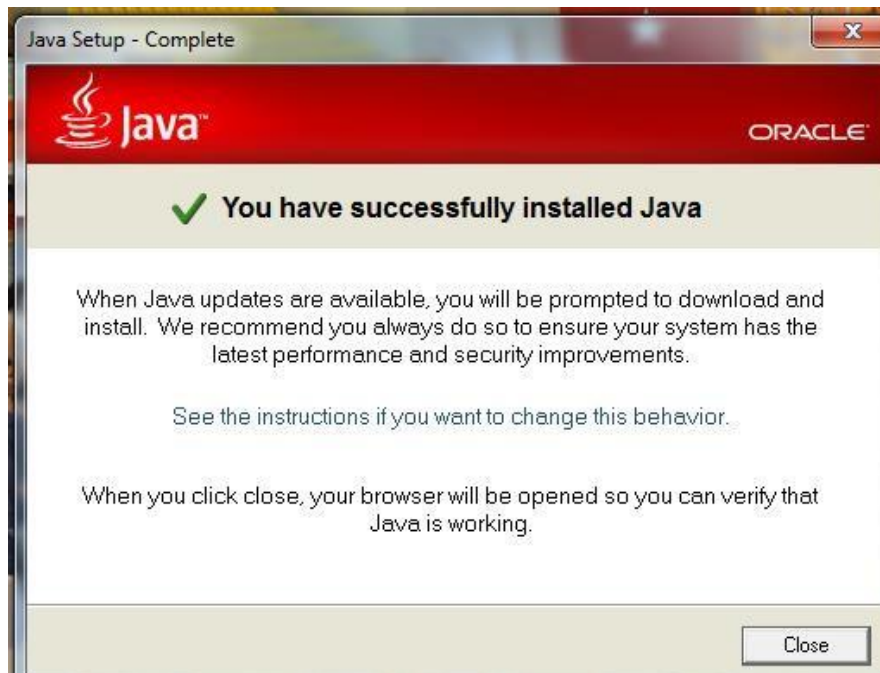 Java Setup - Complete
Java™
ORACLE
You have successfully installed Java
When Java updates are available, you will be prompted to download and
install. We recommend you always do so to ensure your system has the
latest performance and security improvements.
See the instructions if you want to change this behavior.
When you click close, your browser will be opened so you can verify that
Java is working.
Close